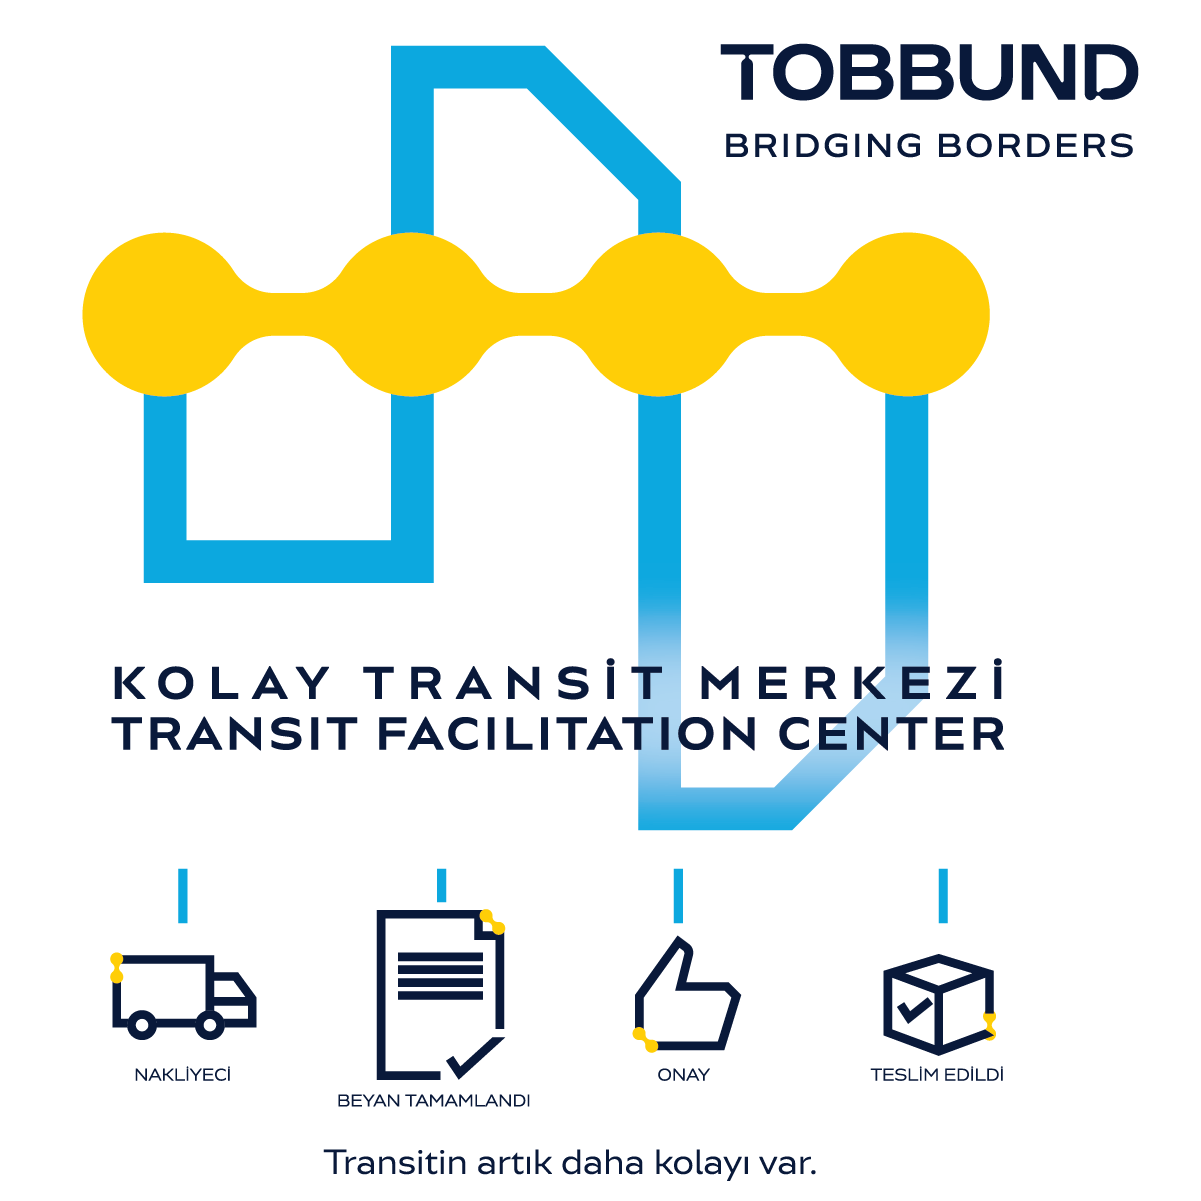 TOBBUND
BRIDGING BORDERS
KOLAY TRANSİT MERKEZİ
TRANSIT FACILITATION CENTER
NAKLİYECİ
BEYAN TAMAMLANDI
ONAY
TESLİM EDİLDİ
Transitin artık daha kolayı var.